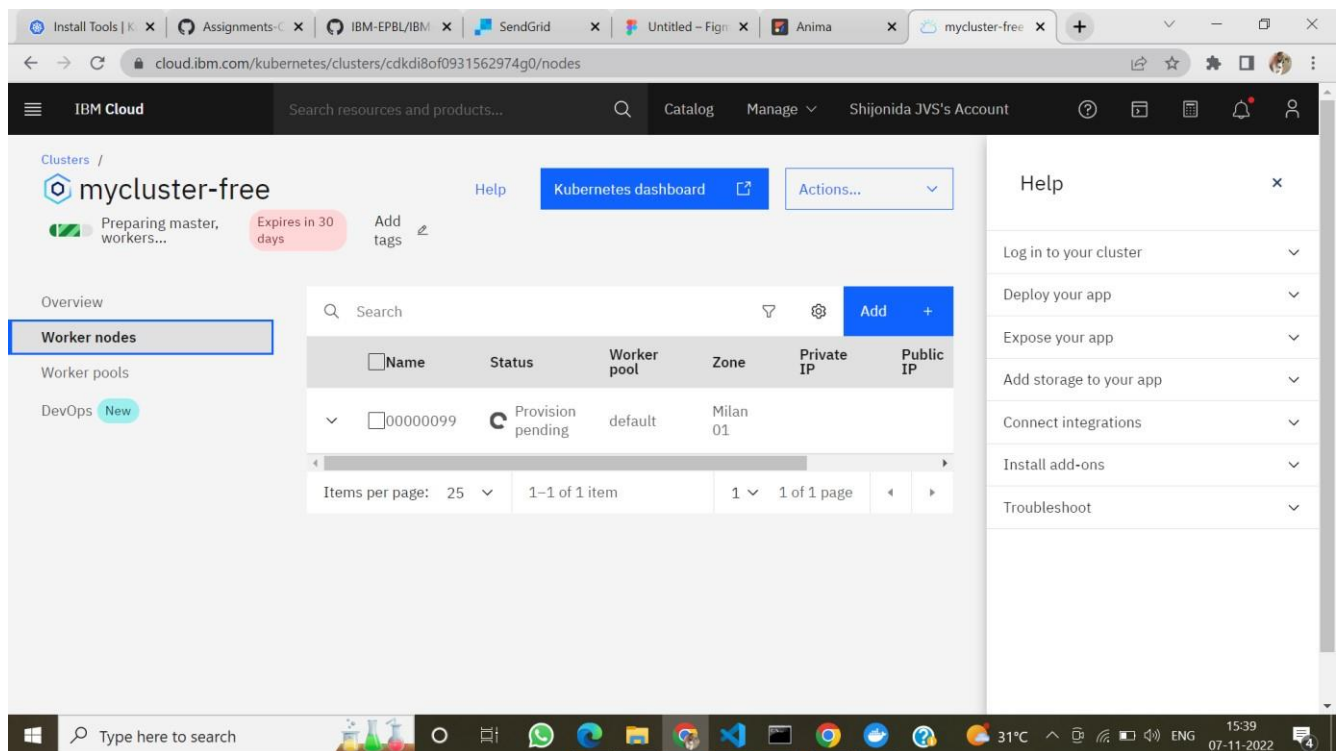 Install Tools | K
Assignments-C
IBM-EPBL/IBM
SendGrid
Untitled – Figm
Anima
mycluster-free
cloud.ibm.com/kubernetes/clusters/cdkdi8of0931562974g0/nodes
IBM Cloud
Search resources and products...
Catalog
Manage
Shijonida JVS's Account
Clusters /
mycluster-free
Help
Kubernetes dashboard
Actions...
Preparing master,
workers...
Expires in 30
days
Add
tags
Overview
Worker nodes
Worker pools
DevOps New
Search
Add +
Name
Status
Worker
pool
Zone
Private
IP
Public
IP
00000099
Provision
pending
default
Milan
01
Items per page: 25
1–1 of 1 item
1
1 of 1 page
Help
Log in to your cluster
Deploy your app
Expose your app
Add storage to your app
Connect integrations
Install add-ons
Troubleshoot
Type here to search
31°C
ENG
15:39
07-11-2022
4